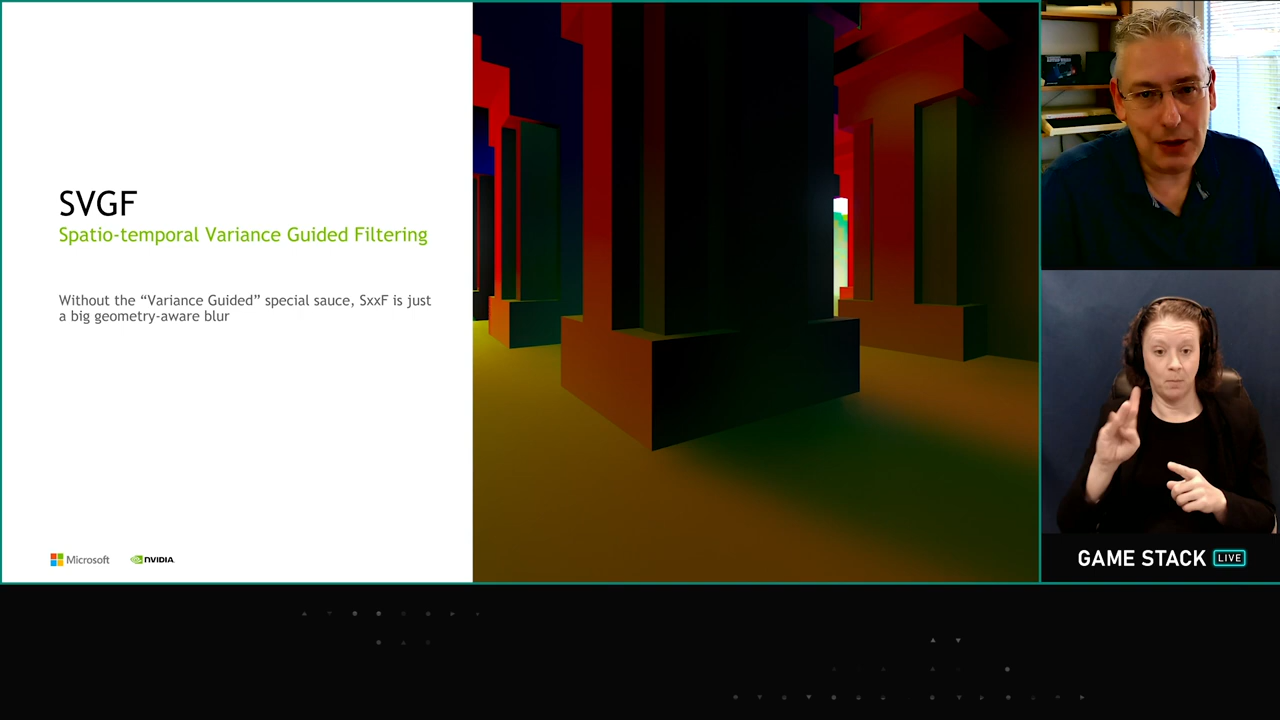 SVGF
Spatio-temporal Variance Guided Filtering
Without the “Variance Guided” special sauce, SxxF is just
a big geometry-aware blur
Microsoft
NVIDIA
GAME STACK LIVE